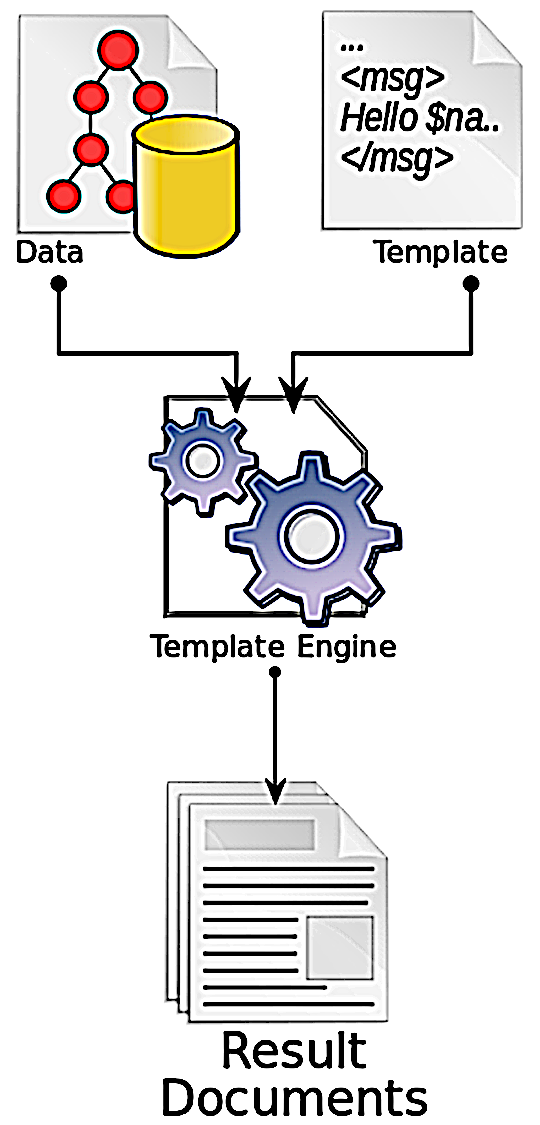 ...
<msg>
Hello $na..
</msg>
Data
Template
Template Engine
Result
Documents